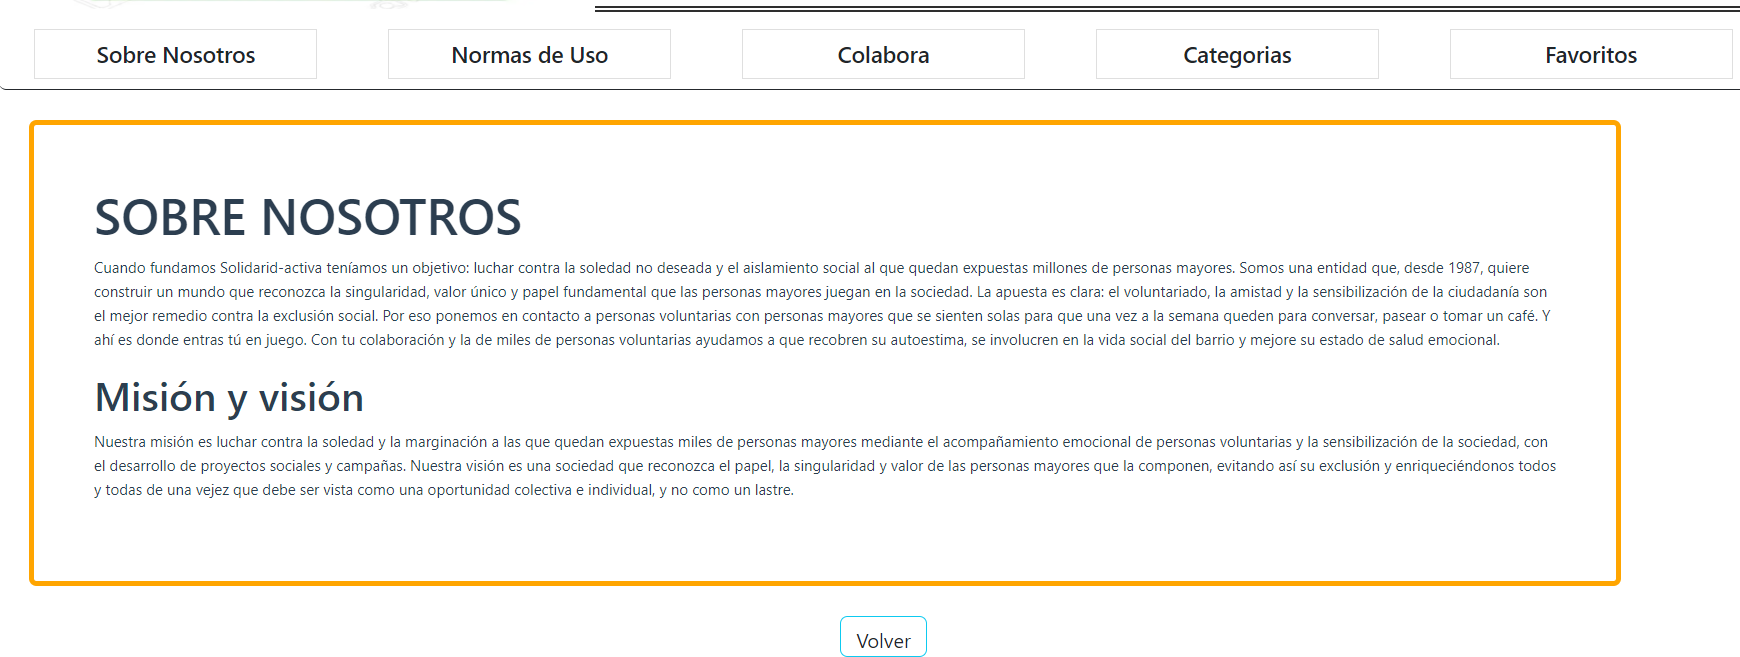 Sobre Nosotros
Normas de Uso
Colabora
Categorias
Favoritos
SOBRE NOSOTROS
Cuando fundamos Solidarid-activa teníamos un objetivo: luchar contra la soledad no deseada y el aislamiento social al que quedan expuestas millones de personas mayores. Somos una entidad que, desde 1987, quiere
construir un mundo que reconozca la singularidad, valor único y papel fundamental que las personas mayores juegan en la sociedad. La apuesta es clara: el voluntariado, la amistad y la sensibilización de la ciudadanía son
el mejor remedio contra la exclusión social. Por eso ponemos en contacto a personas voluntarias con personas mayores que se sienten solas para que una vez a la semana queden para conversar, pasear o tomar un café. Y
ahí es donde entras tú en juego. Con tu colaboración y la de miles de personas voluntarias ayudamos a que recobren su autoestima, se involucren en la vida social del barrio y mejore su estado de salud emocional.
Misión y visión
Nuestra misión es luchar contra la soledad y la marginación a las que quedan expuestas miles de personas mayores mediante el acompañamiento emocional de personas voluntarias y la sensibilización de la sociedad, con
el desarrollo de proyectos sociales y campañas. Nuestra visión es una sociedad que reconozca el papel, la singularidad y valor de las personas mayores que la componen, evitando así su exclusión y enriqueciéndonos todos
y todas de una vejez que debe ser vista como una oportunidad colectiva e individual, y no como un lastre.
Volver